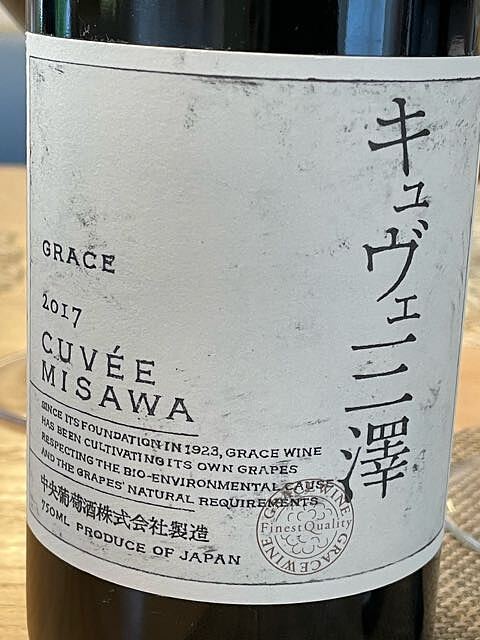 キュヴェ三澤
GRACE
2017
CUVÉE
MISAWA
SINCE ITS FOUNDATION IN 1923, GRACE WINE
HAS BEEN CULTIVATING ITS OWN GRAPES
RESPECTING THE BIO-ENVIRONMENTAL CAUSE
AND THE GRAPES' NATURAL REQUIREMENTS
中央葡萄酒株式会社製造
750ML PRODUCE OF JAPAN
GRACE WINE
Finest Quality
GRACE WINE